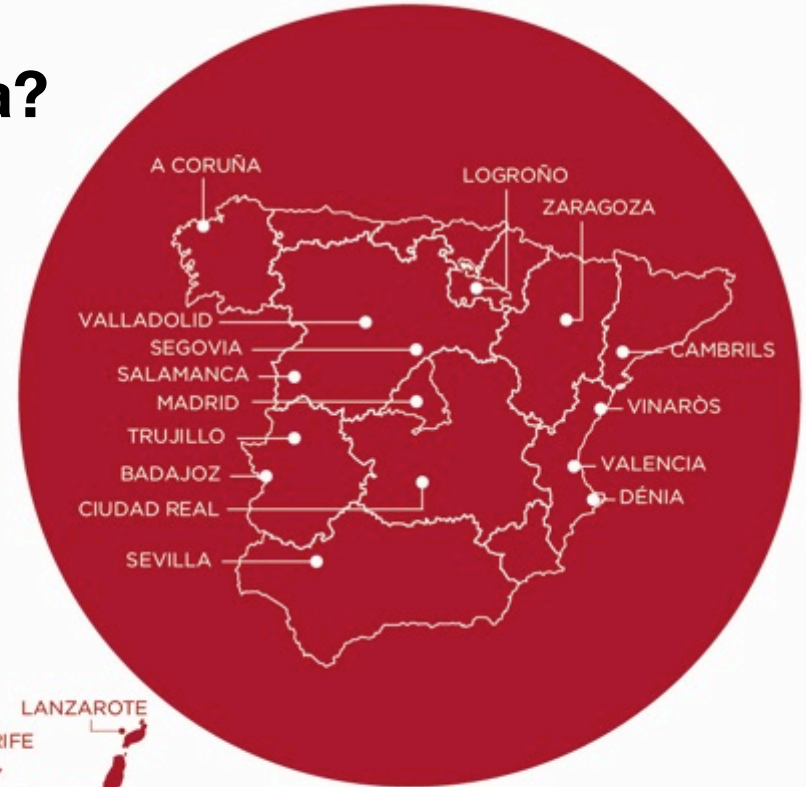 a?
A CORUÑA
LOGROÑO
ZARAGOZA
VALLADOLID
SEGOVIA
CAMBRILS
SALAMANCA
MADRID
VINARÒS
TRUJILLO
VALENCIA
BADAJOZ
DÉNIA
CIUDAD REAL
SEVILLA
LANZAROTE
RIFE